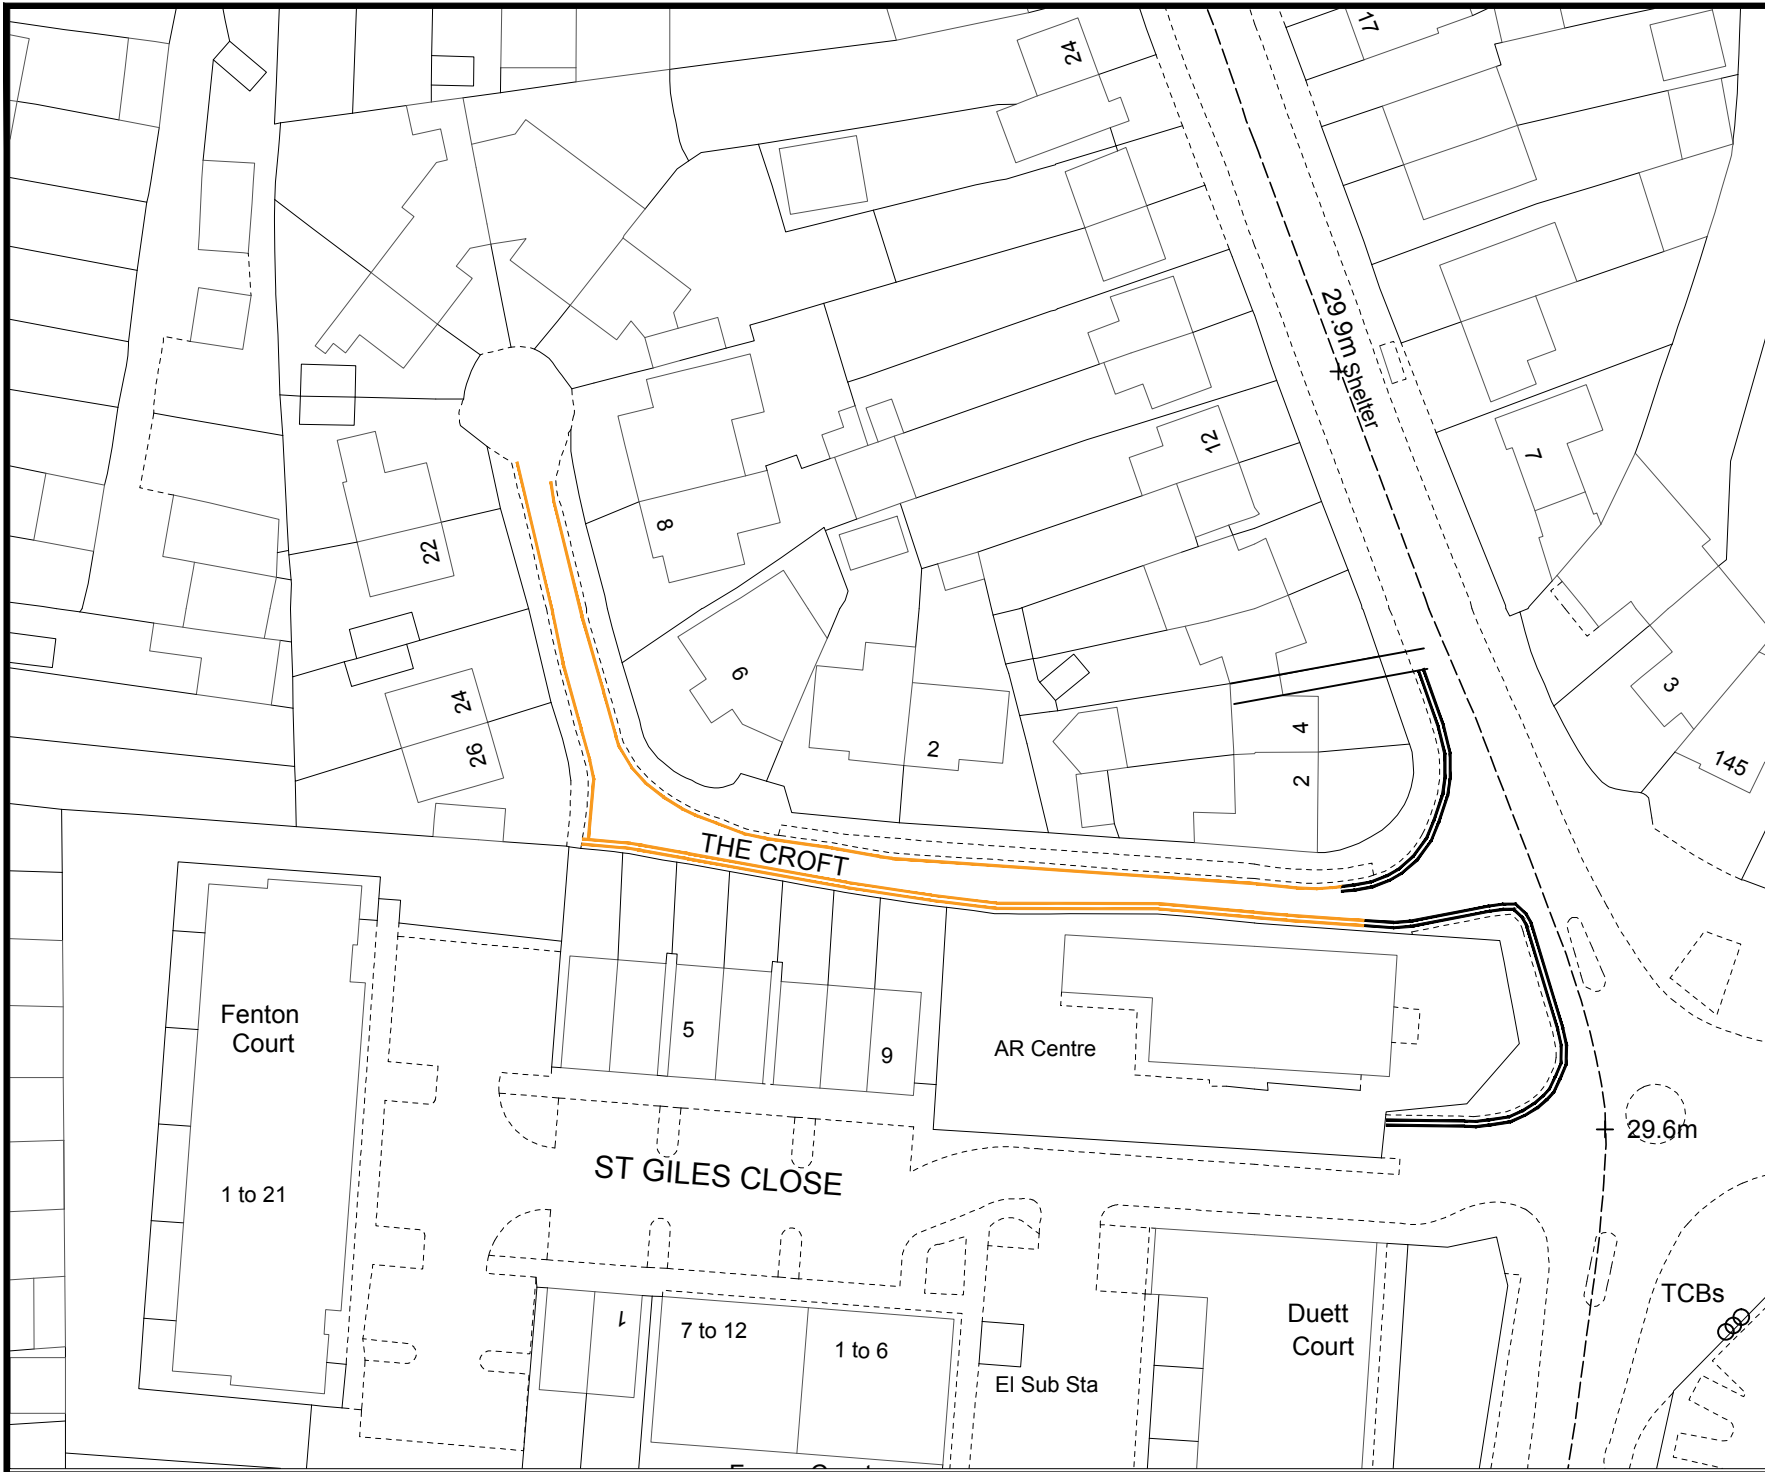 24
17
29.9m
Shelter
12
7
8
22
6
24
26
2
4
2
3
145
THE CROFT
Fenton
Court
5
9
AR Centre
29.6m
ST GILES CLOSE
1 to 21
TCBs
1
7 to 12
1 to 6
Duett
Court
El Sub Sta